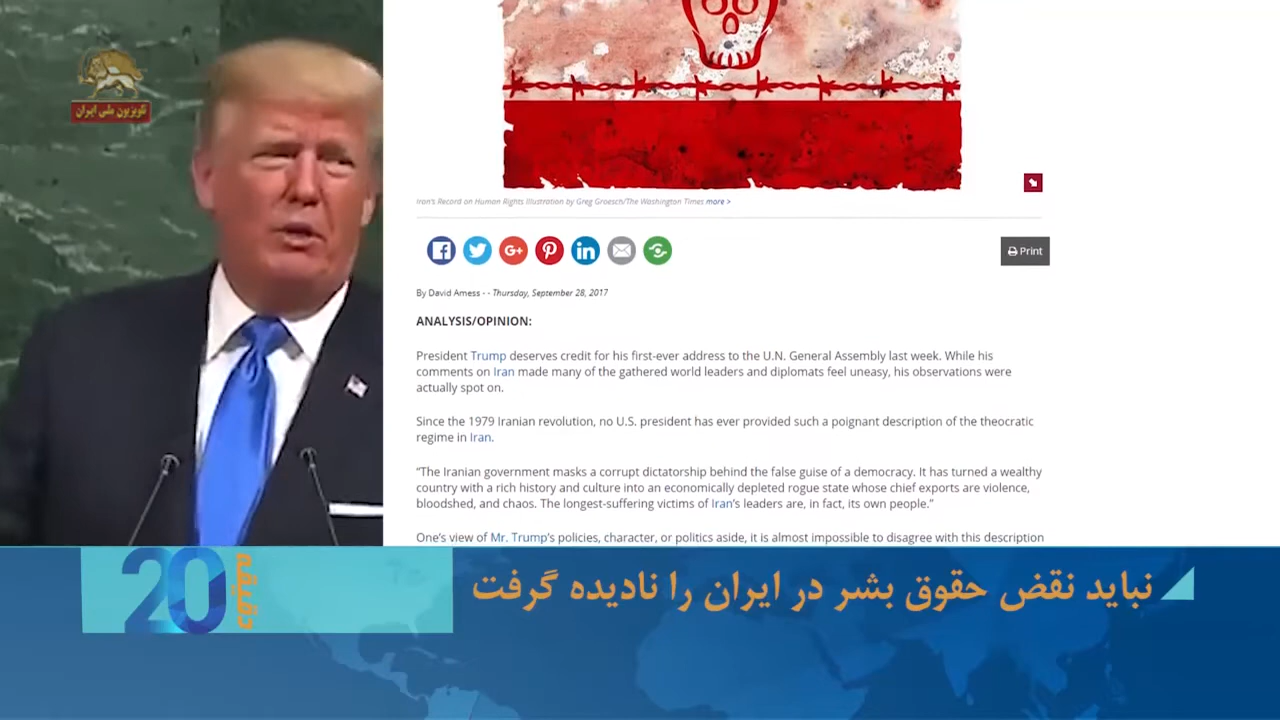 تلویزیون ملی ایران
Iran's Record on Human Rights Illustration by Greg Groesch/The Washington Times more >
G+
in
Print
By David Amess - - Thursday, September 28, 2017
ANALYSIS/OPINION:
President Trump deserves credit for his first-ever address to the U.N. General Assembly last week. While his
comments on Iran made many of the gathered world leaders and diplomats feel uneasy, his observations were
actually spot on.
Since the 1979 Iranian revolution, no U.S. president has ever provided such a poignant description of the theocratic
regime in Iran.
“The Iranian government masks a corrupt dictatorship behind the false guise of a democracy. It has turned a wealthy
country with a rich history and culture into an economically depleted rogue state whose chief exports are violence,
bloodshed, and chaos. The longest-suffering victims of Iran’s leaders are, in fact, its own people.”
One’s view of Mr. Trump’s policies, character, or politics aside, it is almost impossible to disagree with this description
20 دقیقه
نباید نقض حقوق بشر در ایران را نادیده گرفت